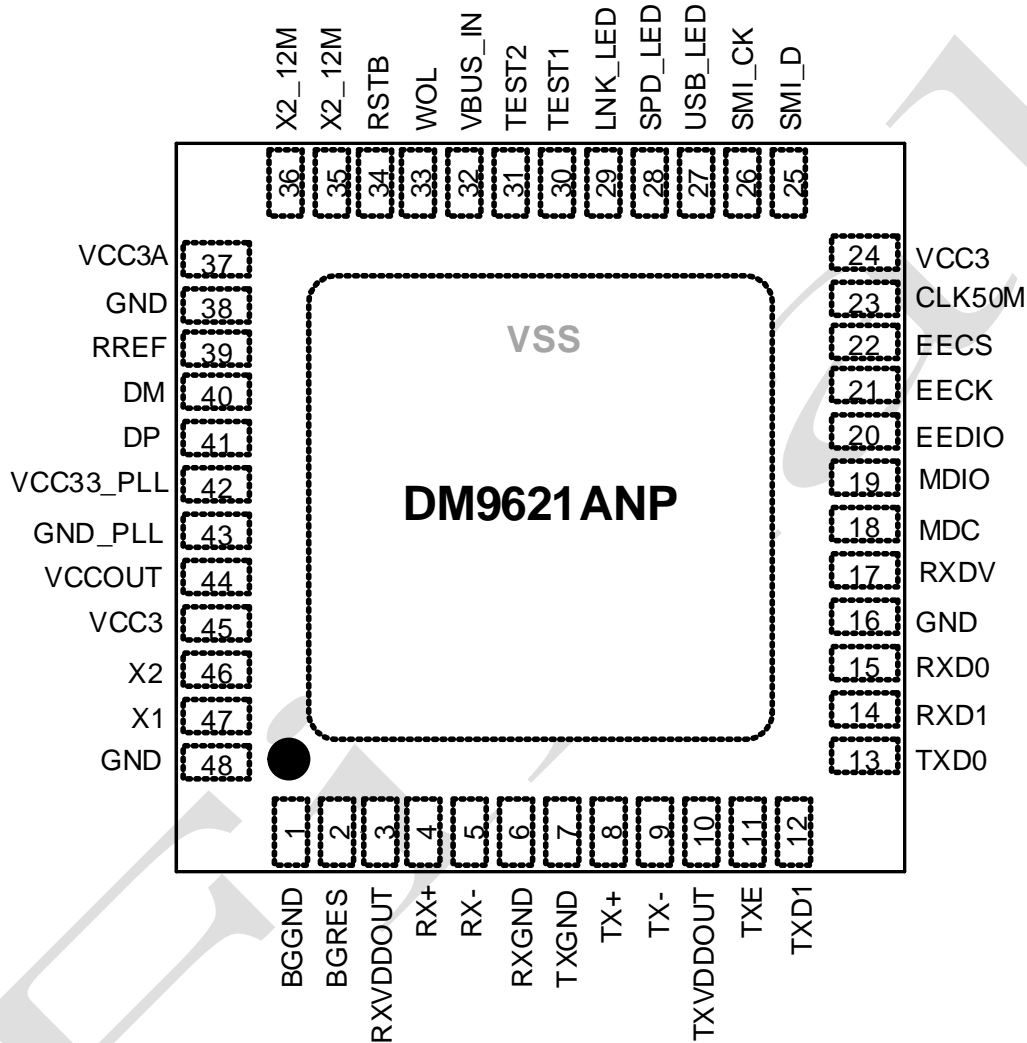 X2_12M
X2_12M
RSTB
WOL
VBUS_IN
TEST2
TEST1
LNK_LED
SPD_LED
USB_LED
SMI_CK
SMI_D
36
35
34
33
32
31
30
29
28
27
26
25
VCC3A 37
GND 38
RREF 39
DM 40
DP 41
VCC33_PLL 42
GND_PLL 43
VCCOUT 44
VCC3 45
X2 46
X1 47
GND 48
VSS
DM9621ANP
24 VCC3
23 CLK50M
22 EECS
21 EECK
20 EEDIO
19 MDIO
18 MDC
17 RXDV
16 GND
15 RXD0
14 RXD1
13 TXD0
1
2
3
4
5
6
7
8
9
10
11
12
BGGND
BGRES
RXVDDOUT
RX+
RX-
RXGND
TXGND
TX+
TX-
TXVDDOUT
TXE
TXD1